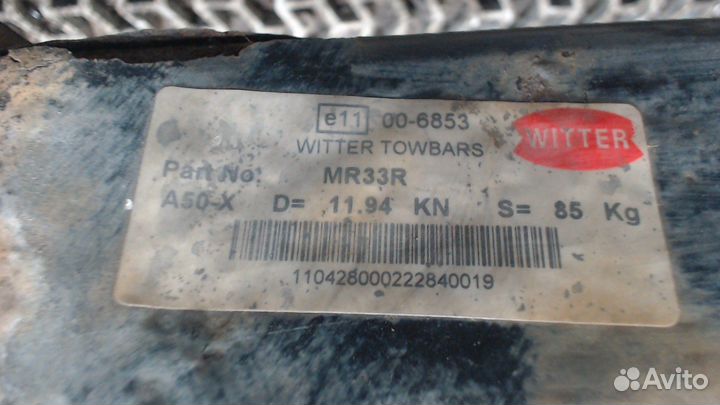 e11 00-6853
WITTER TOWBARS
WITTER
Part No: MR33R
A50-X D= 11.94 KN S= 85 Kg
110428000222840019
Avito